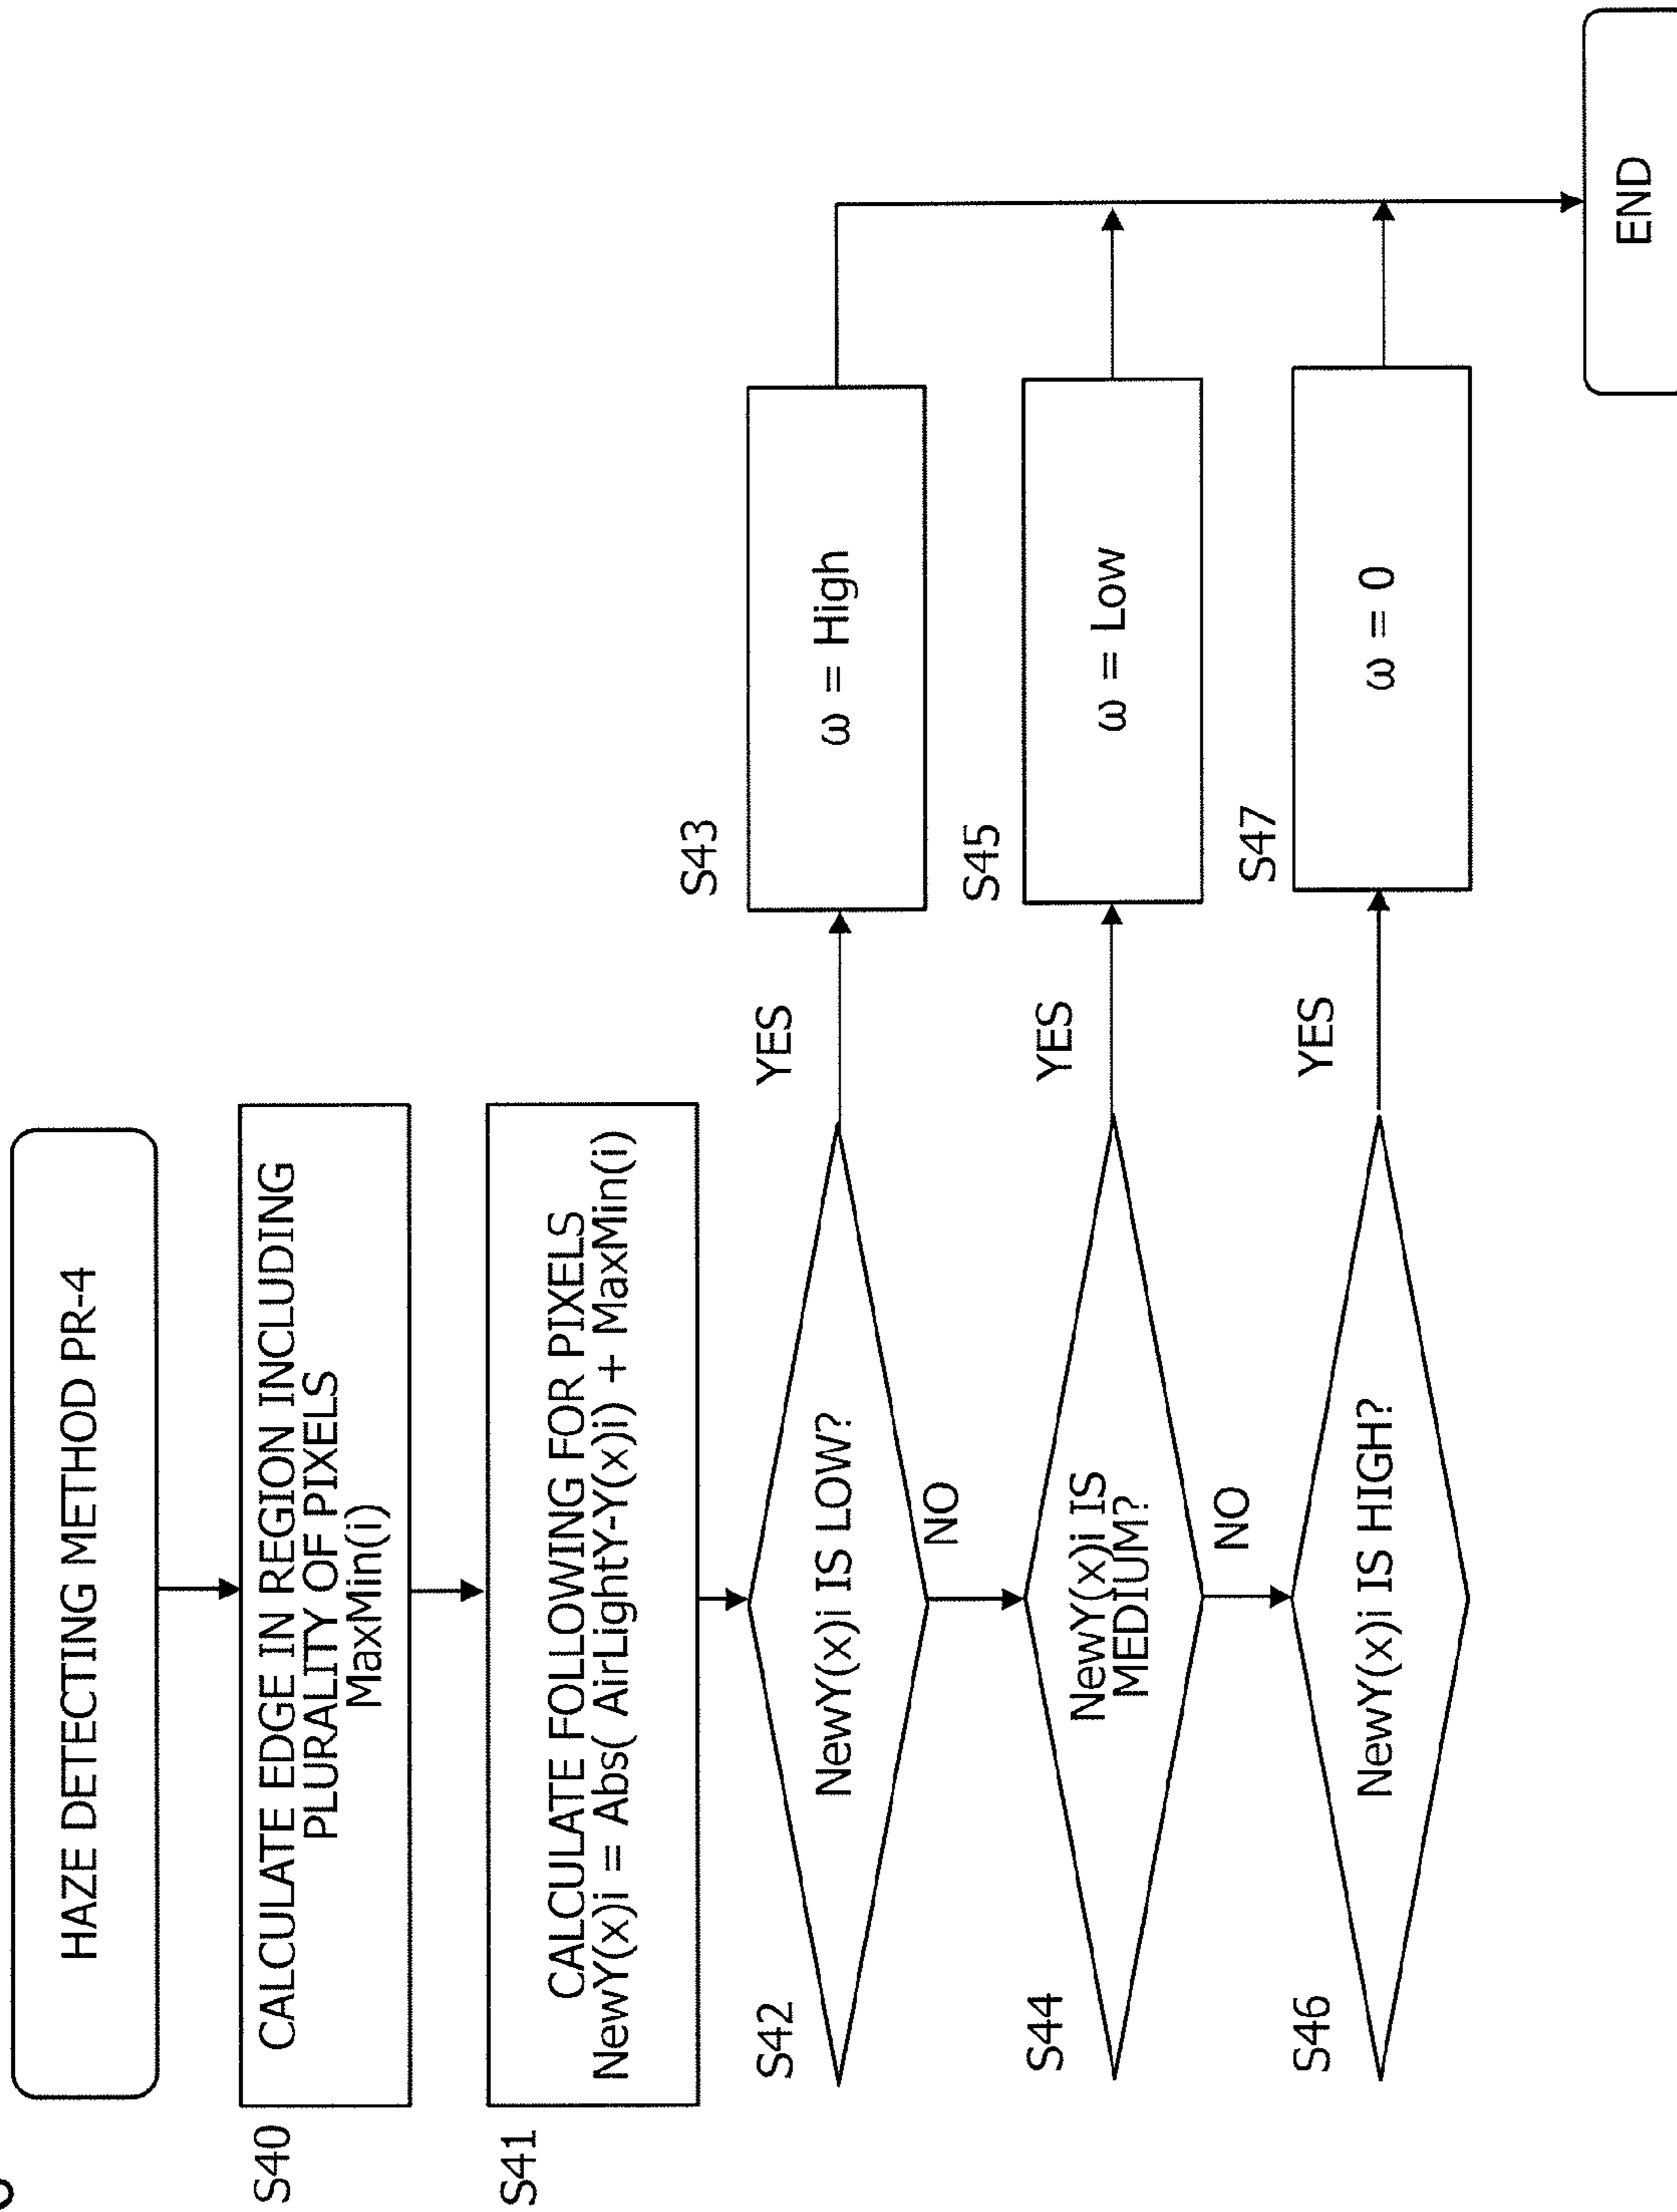 HAZE DETECTING METHOD PR-4
S40
CALCULATE EDGE IN REGION INCLUDING
PLURALITY OF PIXELS
MaxMin(i)
S41
CALCULATE FOLLOWING FOR PIXELS
NewY(x)i = Abs( AirLightY-Y(x)i) + MaxMin(i)
S42
NewY(x)i IS LOW?
YES
S43
ω = High
NO
S44
NewY(x)i IS
MEDIUM?
YES
S45
ω = Low
NO
S46
NewY(x)i IS HIGH?
YES
S47
ω = 0
END